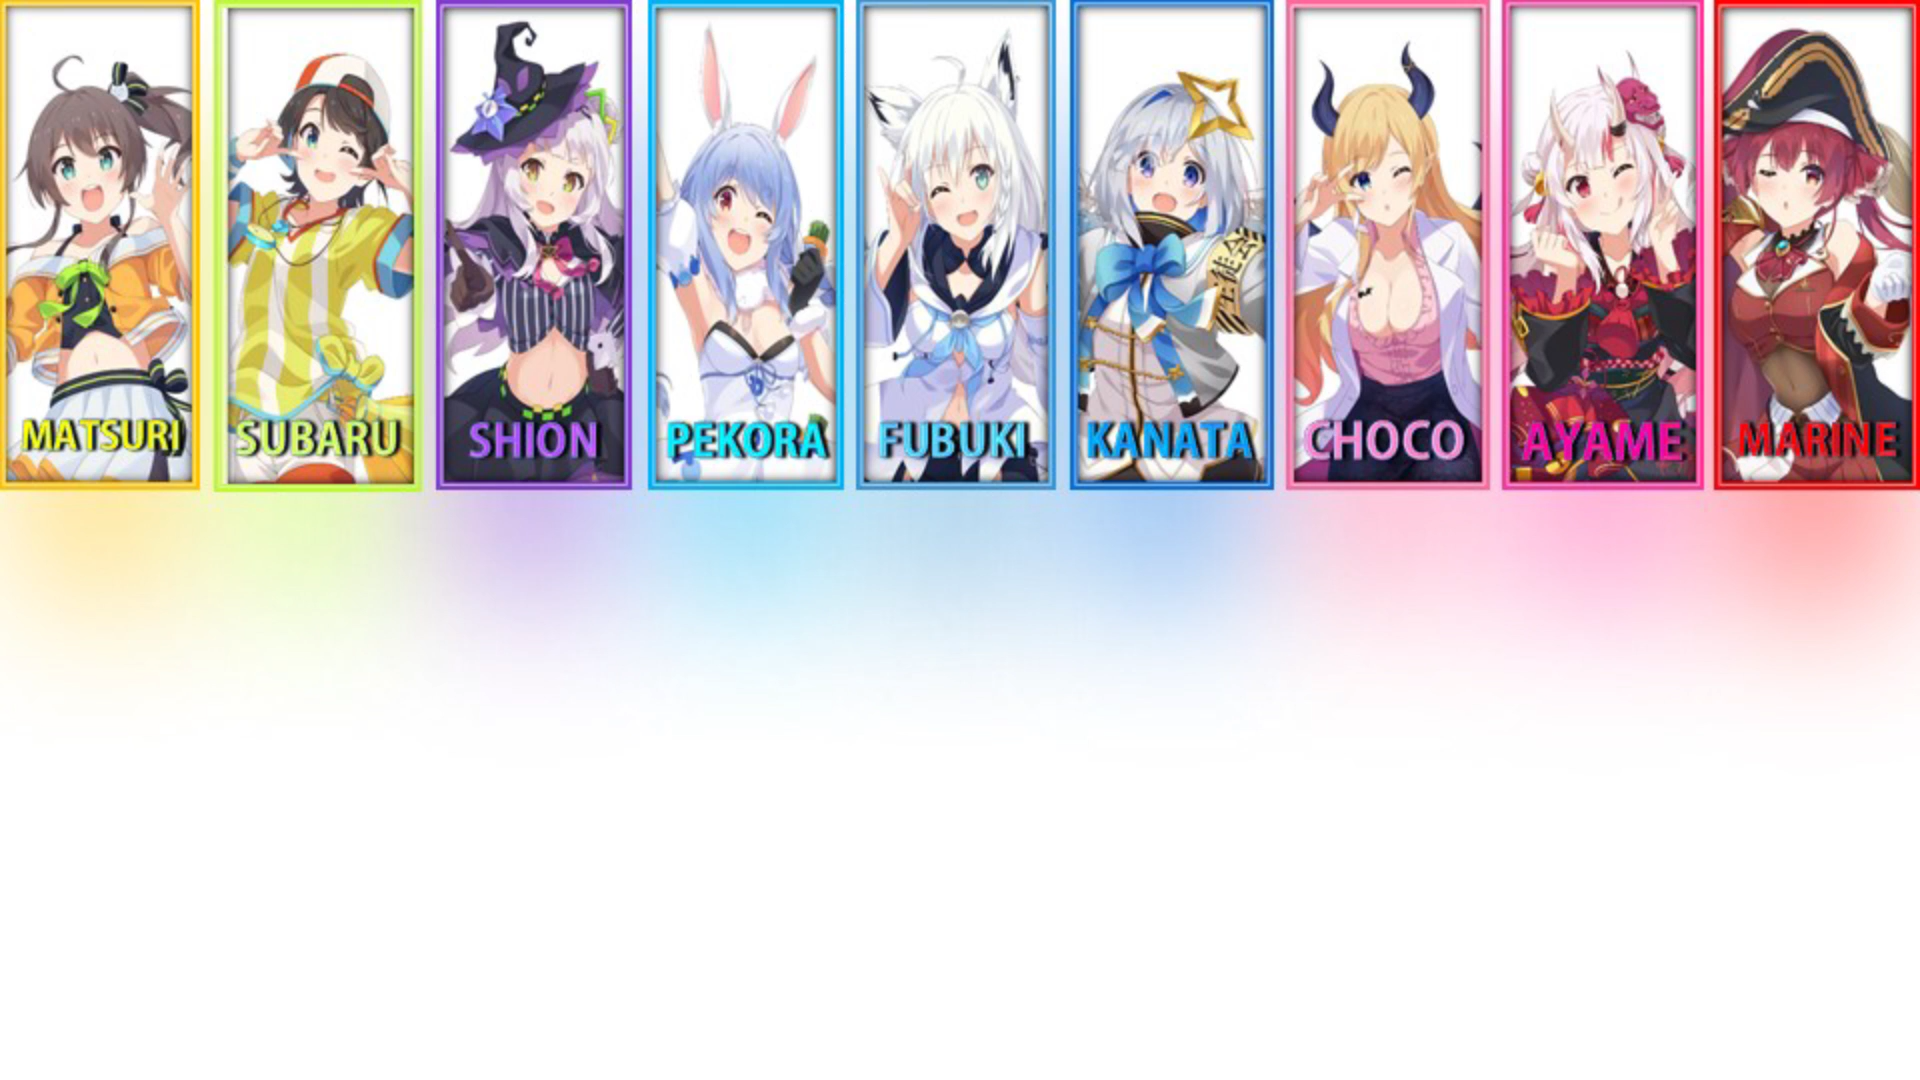 MATSURI
SUBARU
SHION
PEKORA
FUBUKI
KANATA
CHOCO
AYAME
MARINE